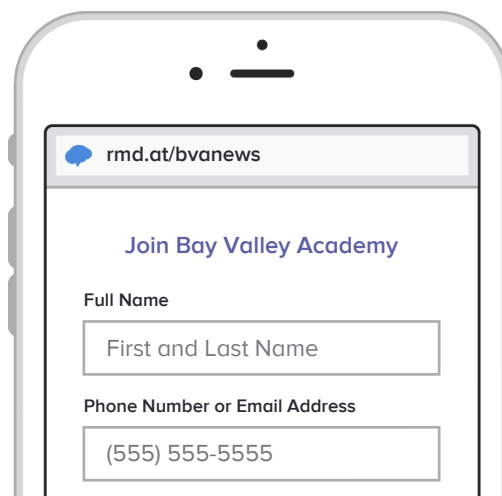 rmd.at/bvanews
Join Bay Valley Academy
Full Name
First and Last Name
Phone Number or Email Address
(555) 555-5555